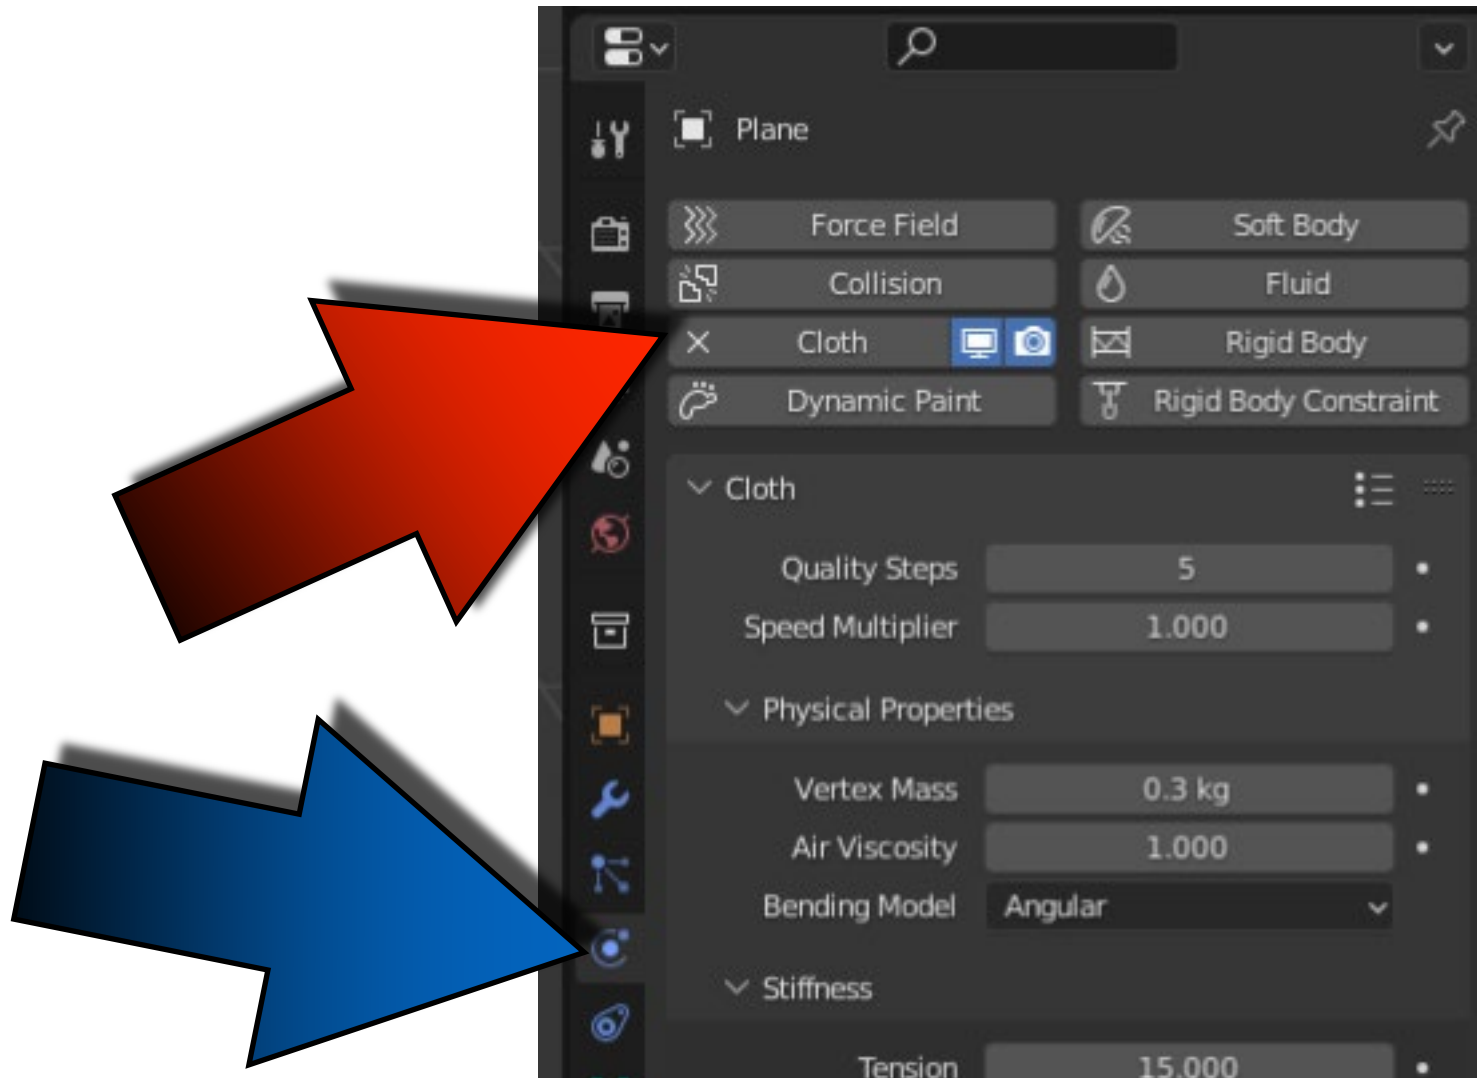 Plane
Force Field Soft Body
Collision Fluid
Cloth Rigid Body
Dynamic Paint Rigid Body Constraint
Cloth
Quality Steps 5
Speed Multiplier 1.000
Physical Properties
Vertex Mass 0.3 kg
Air Viscosity 1.000
Bending Model Angular
Stiffness
Tension 15.000